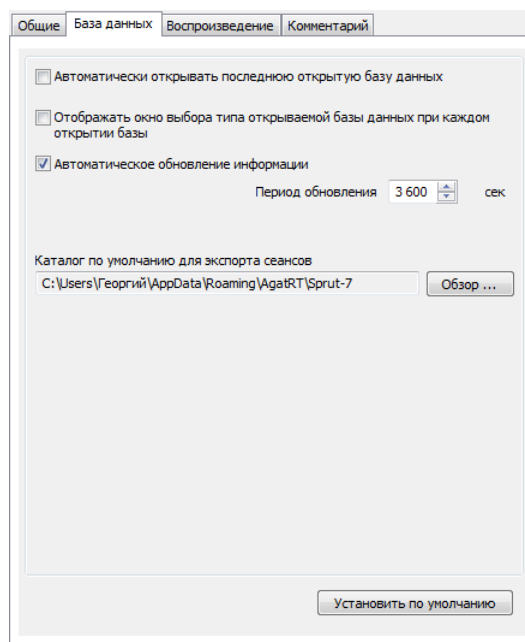 Общие База данных Воспроизведение Комментарий
Автоматически открывать последнюю открытую базу данных
Отображать окно выбора типа открываемой базы данных при каждом
открытии базы
Автоматическое обновление информации
Период обновления 3 600 сек
Каталог по умолчанию для экспорта сеансов
C:\Users\Георгий\AppData\Roaming\AgatRT\Sprut-7 Обзор ...
Установить по умолчанию